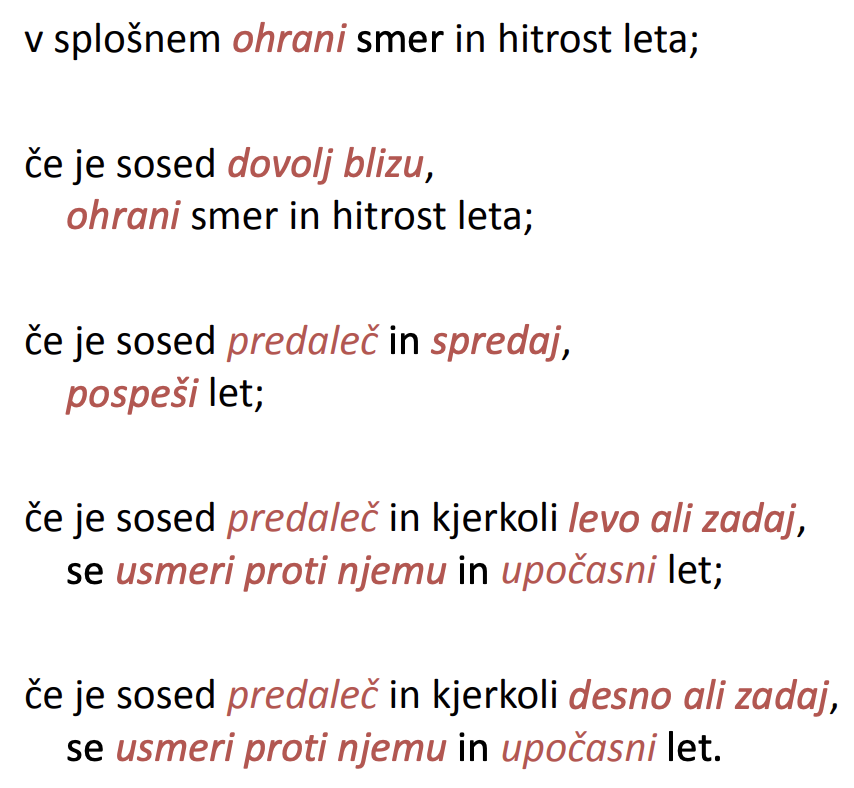 v splošnem ohrani smer in hitrost leta;
če je sosed dovolj blizu,
ohrani smer in hitrost leta;
če je sosed predaleč in spredaj,
pospeši let;
če je sosed predaleč in kjerkoli levo ali zadaj,
se usmeri proti njemu in upočasni let;
če je sosed predaleč in kjerkoli desno ali zadaj,
se usmeri proti njemu in upočasni let.